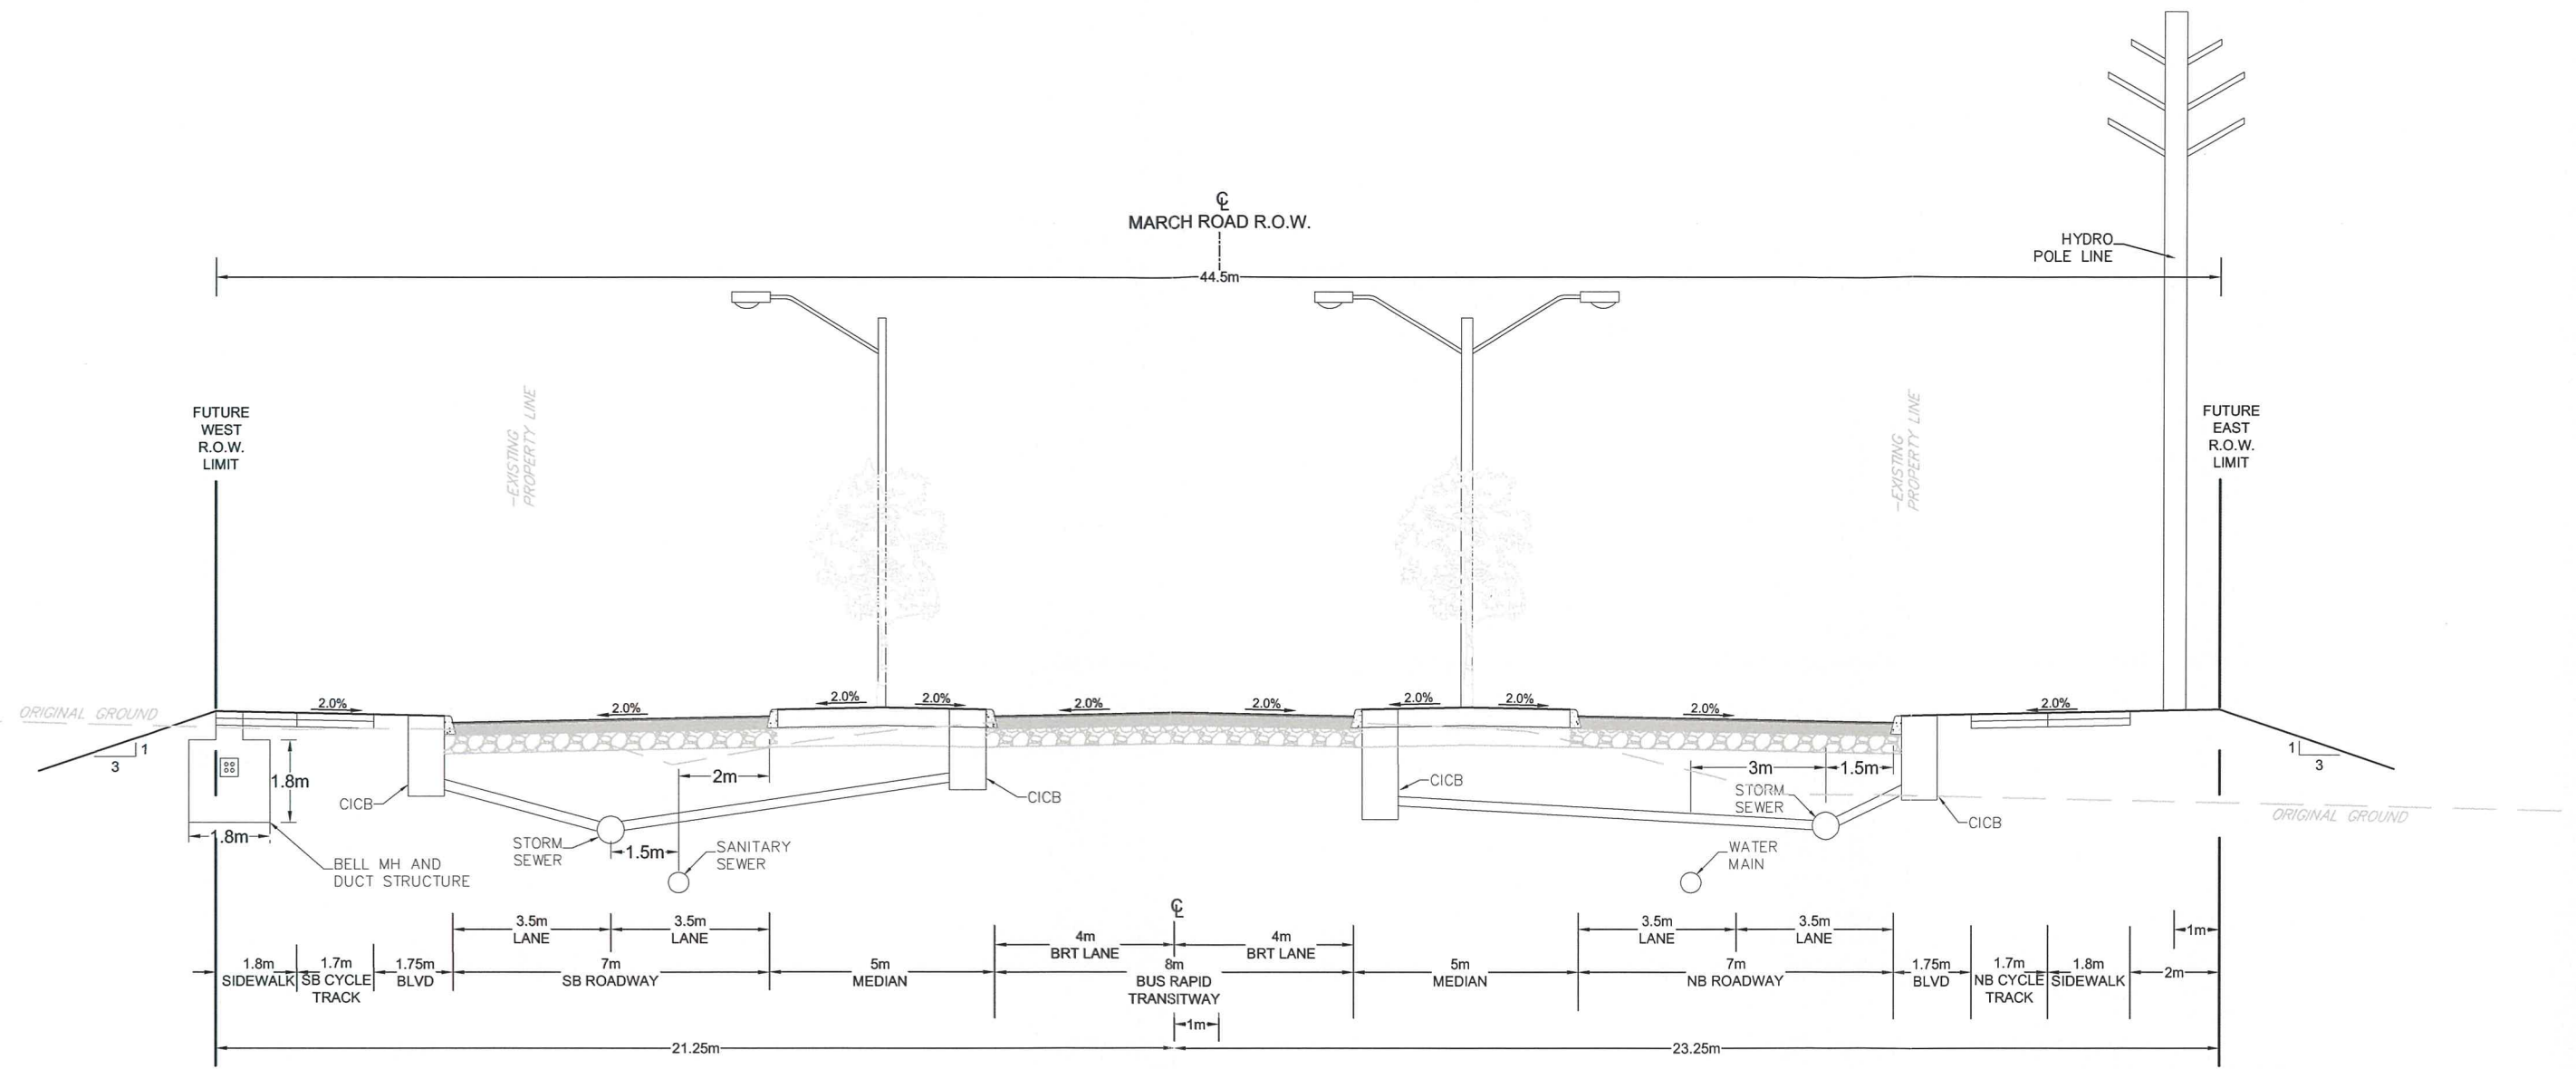 ℄
MARCH ROAD R.O.W.
44.5m
HYDRO
POLE LINE
FUTURE
WEST
R.O.W.
LIMIT
EXISTING
PROPERTY LINE
EXISTING
PROPERTY LINE
FUTURE
EAST
R.O.W.
LIMIT
ORIGINAL GROUND
2.0%
2.0%
2.0%
2.0%
2.0%
2.0%
2.0%
2.0%
2.0%
2.0%
1
3
1
3
1.8m
1.8m
CICB
2m
CICB
CICB
3m
1.5m
STORM
SEWER
CICB
ORIGINAL GROUND
BELL MH AND
DUCT STRUCTURE
STORM
SEWER
1.5m
SANITARY
SEWER
WATER
MAIN
℄
3.5m
LANE
3.5m
LANE
4m
BRT LANE
4m
BRT LANE
3.5m
LANE
3.5m
LANE
1m
1.8m
SIDEWALK
1.7m
SB CYCLE
TRACK
1.75m
BLVD
7m
SB ROADWAY
5m
MEDIAN
8m
BUS RAPID
TRANSITWAY
5m
MEDIAN
7m
NB ROADWAY
1.75m
BLVD
1.7m
NB CYCLE
TRACK
1.8m
SIDEWALK
2m
1m
21.25m
23.25m